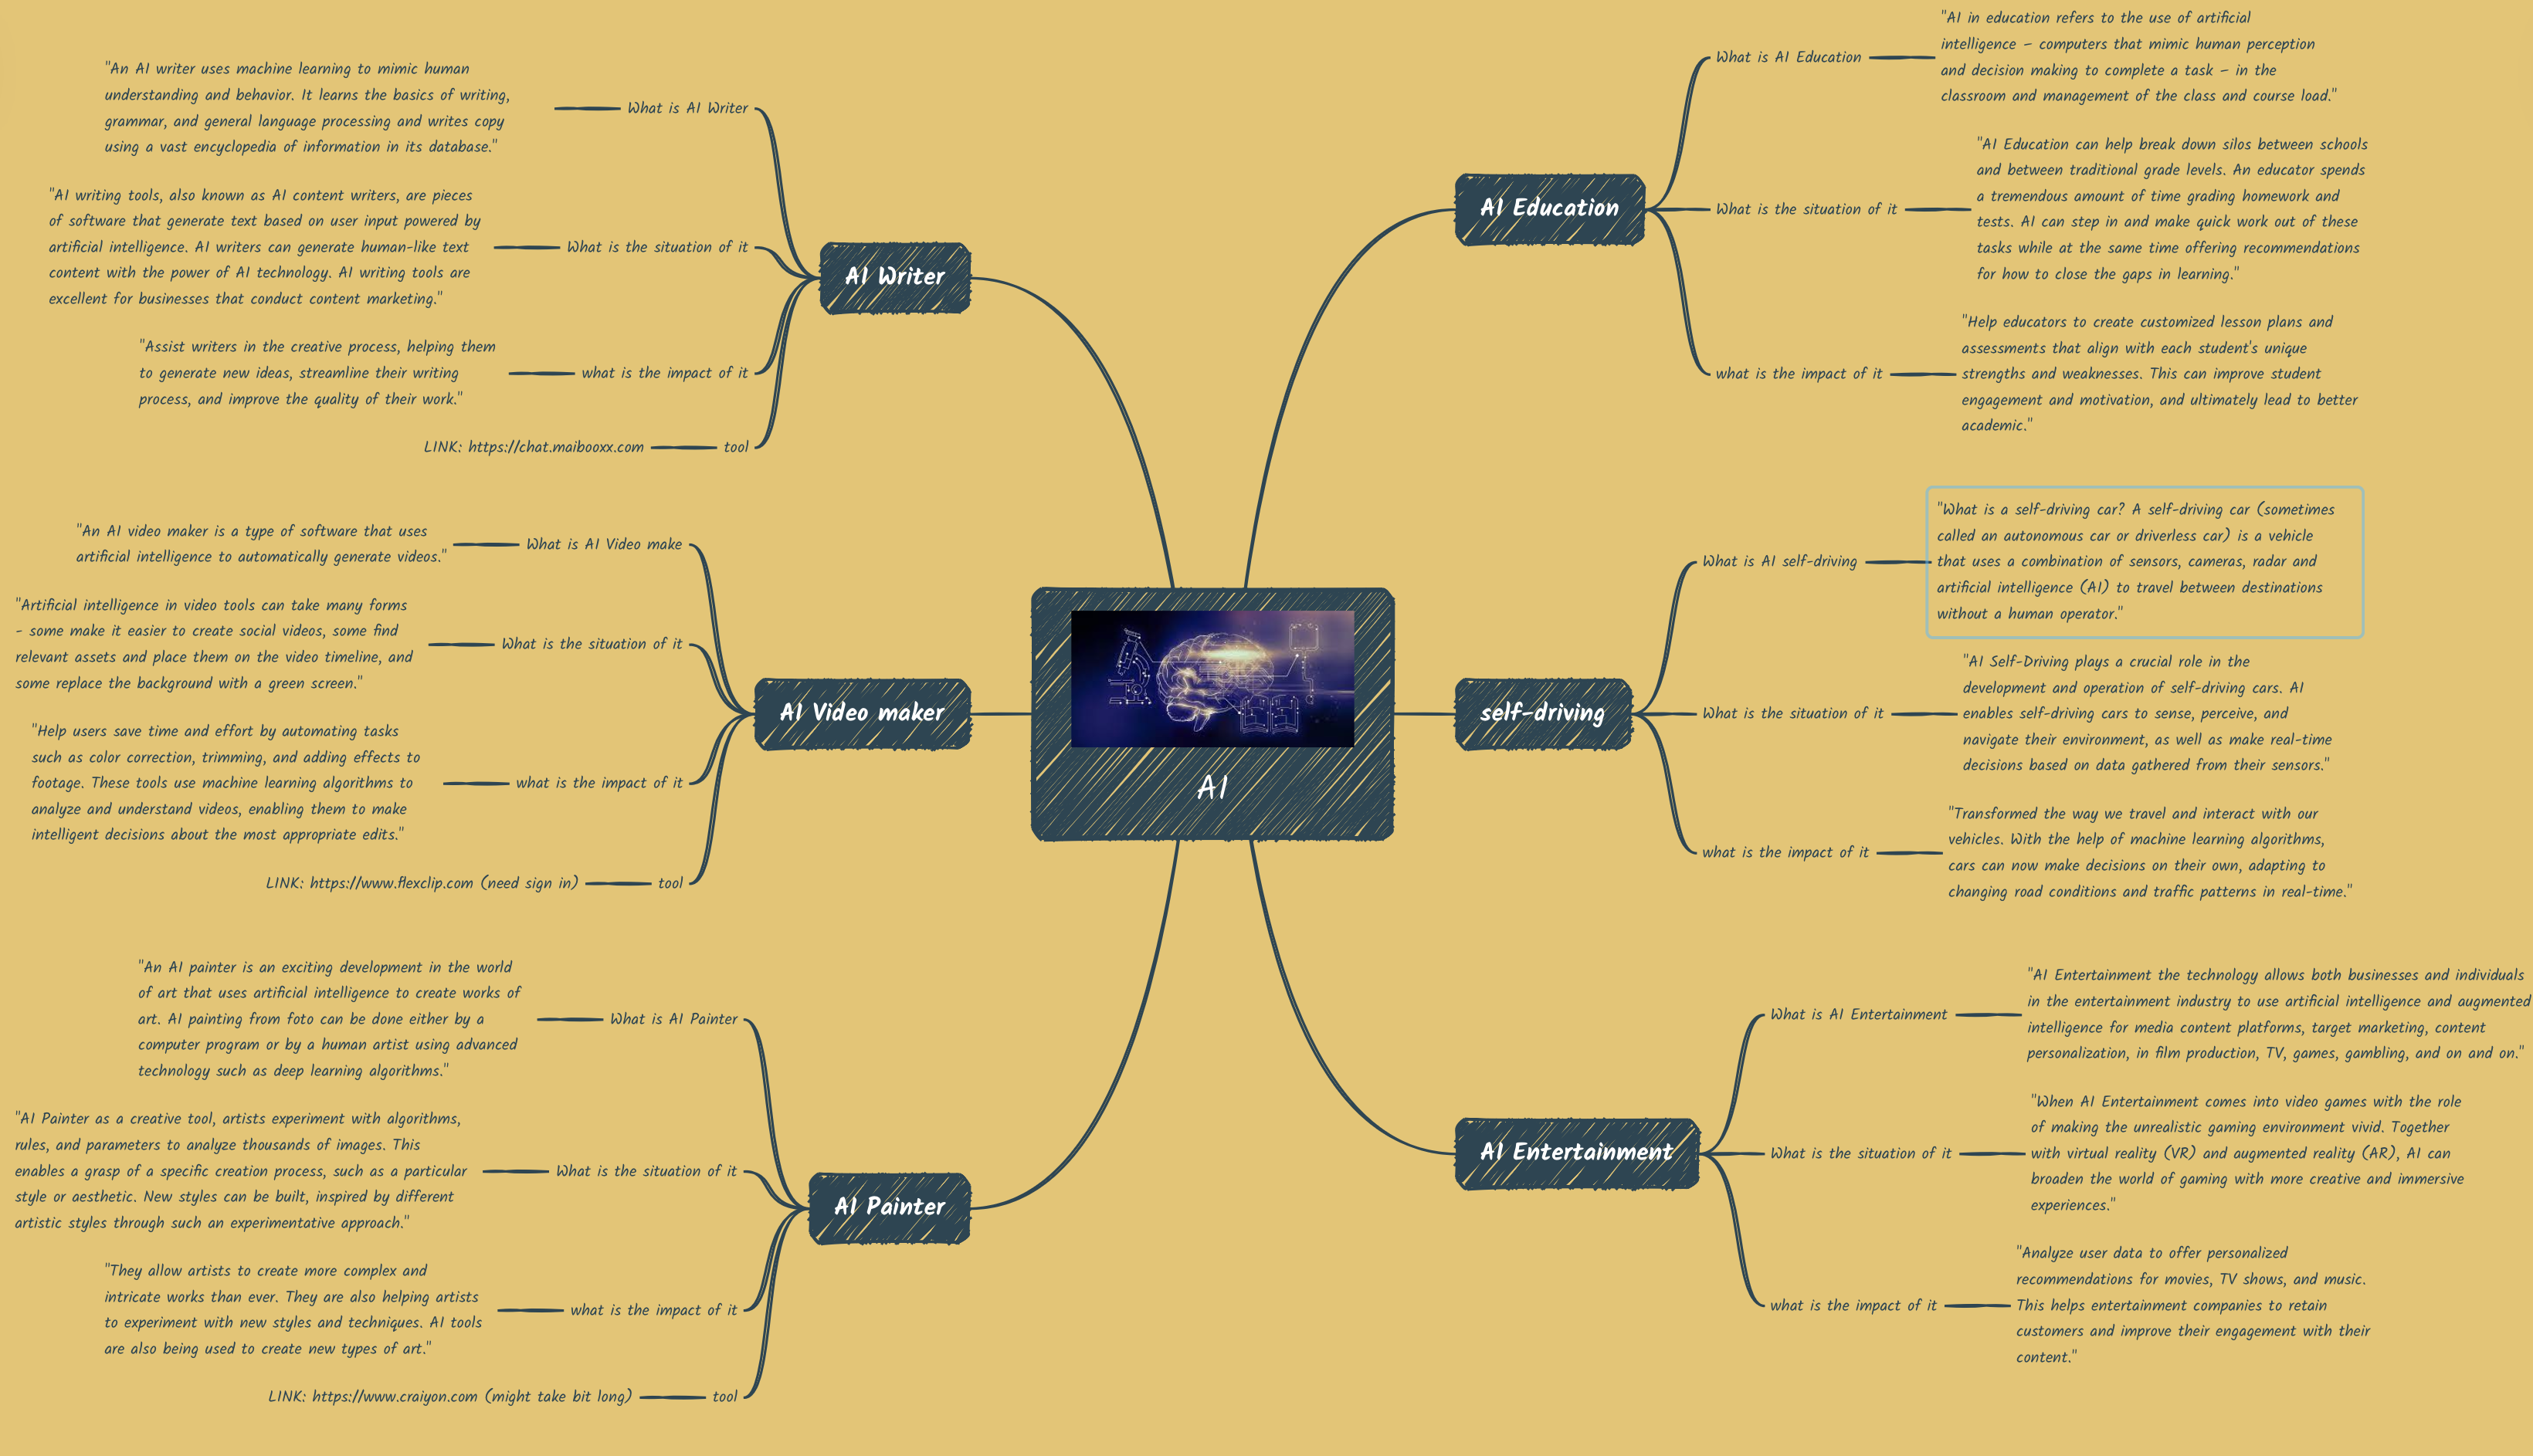 AI
AI Writer
What is AI Writer
"An AI writer uses machine learning to mimic human
understanding and behavior. It learns the basics of writing,
grammar, and general language processing and writes copy
using a vast encyclopedia of information in its database."
What is the situation of it
"AI writing tools, also known as AI content writers, are pieces
of software that generate text based on user input powered by
artificial intelligence. AI writers can generate human-like text
content with the power of AI technology. AI writing tools are
excellent for businesses that conduct content marketing."
what is the impact of it
"Assist writers in the creative process, helping them
to generate new ideas, streamline their writing
process, and improve the quality of their work."
tool
LINK: https://chat.maibooxx.com
AI Video maker
What is AI Video make
"An AI video maker is a type of software that uses
artificial intelligence to automatically generate videos."
What is the situation of it
"Artificial intelligence in video tools can take many forms
- some make it easier to create social videos, some find
relevant assets and place them on the video timeline, and
some replace the background with a green screen."
what is the impact of it
"Help users save time and effort by automating tasks
such as color correction, trimming, and adding effects to
footage. These tools use machine learning algorithms to
analyze and understand videos, enabling them to make
intelligent decisions about the most appropriate edits."
tool
LINK: https://www.flexclip.com (need sign in)
AI Painter
What is AI Painter
"An AI painter is an exciting development in the world
of art that uses artificial intelligence to create works of
art. AI painting from foto can be done either by a
computer program or by a human artist using advanced
technology such as deep learning algorithms."
What is the situation of it
"AI Painter as a creative tool, artists experiment with algorithms,
rules, and parameters to analyze thousands of images. This
enables a grasp of a specific creation process, such as a particular
style or aesthetic. New styles can be built, inspired by different
artistic styles through such an experimentative approach."
what is the impact of it
"They allow artists to create more complex and
intricate works than ever. They are also helping artists
to experiment with new styles and techniques. AI tools
are also being used to create new types of art."
tool
LINK: https://www.craiyon.com (might take bit long)
AI Education
What is AI Education
"AI in education refers to the use of artificial
intelligence – computers that mimic human perception
and decision making to complete a task – in the
classroom and management of the class and course load."
What is the situation of it
"AI Education can help break down silos between schools
and between traditional grade levels. An educator spends
a tremendous amount of time grading homework and
tests. AI can step in and make quick work out of these
tasks while at the same time offering recommendations
for how to close the gaps in learning."
what is the impact of it
"Help educators to create customized lesson plans and
assessments that align with each student's unique
strengths and weaknesses. This can improve student
engagement and motivation, and ultimately lead to better
academic."
self-driving
What is AI self-driving
"What is a self-driving car? A self-driving car (sometimes
called an autonomous car or driverless car) is a vehicle
that uses a combination of sensors, cameras, radar and
artificial intelligence (AI) to travel between destinations
without a human operator."
What is the situation of it
"AI Self-Driving plays a crucial role in the
development and operation of self-driving cars. AI
enables self-driving cars to sense, perceive, and
navigate their environment, as well as make real-time
decisions based on data gathered from their sensors."
what is the impact of it
"Transformed the way we travel and interact with our
vehicles. With the help of machine learning algorithms,
cars can now make decisions on their own, adapting to
changing road conditions and traffic patterns in real-time."
AI Entertainment
What is AI Entertainment
"AI Entertainment the technology allows both businesses and individuals
in the entertainment industry to use artificial intelligence and augmented
intelligence for media content platforms, target marketing, content
personalization, in film production, TV, games, gambling, and on and on."
What is the situation of it
"When AI Entertainment comes into video games with the role
of making the unrealistic gaming environment vivid. Together
with virtual reality (VR) and augmented reality (AR), AI can
broaden the world of gaming with more creative and immersive
experiences."
what is the impact of it
"Analyze user data to offer personalized
recommendations for movies, TV shows, and music.
This helps entertainment companies to retain
customers and improve their engagement with their
content."